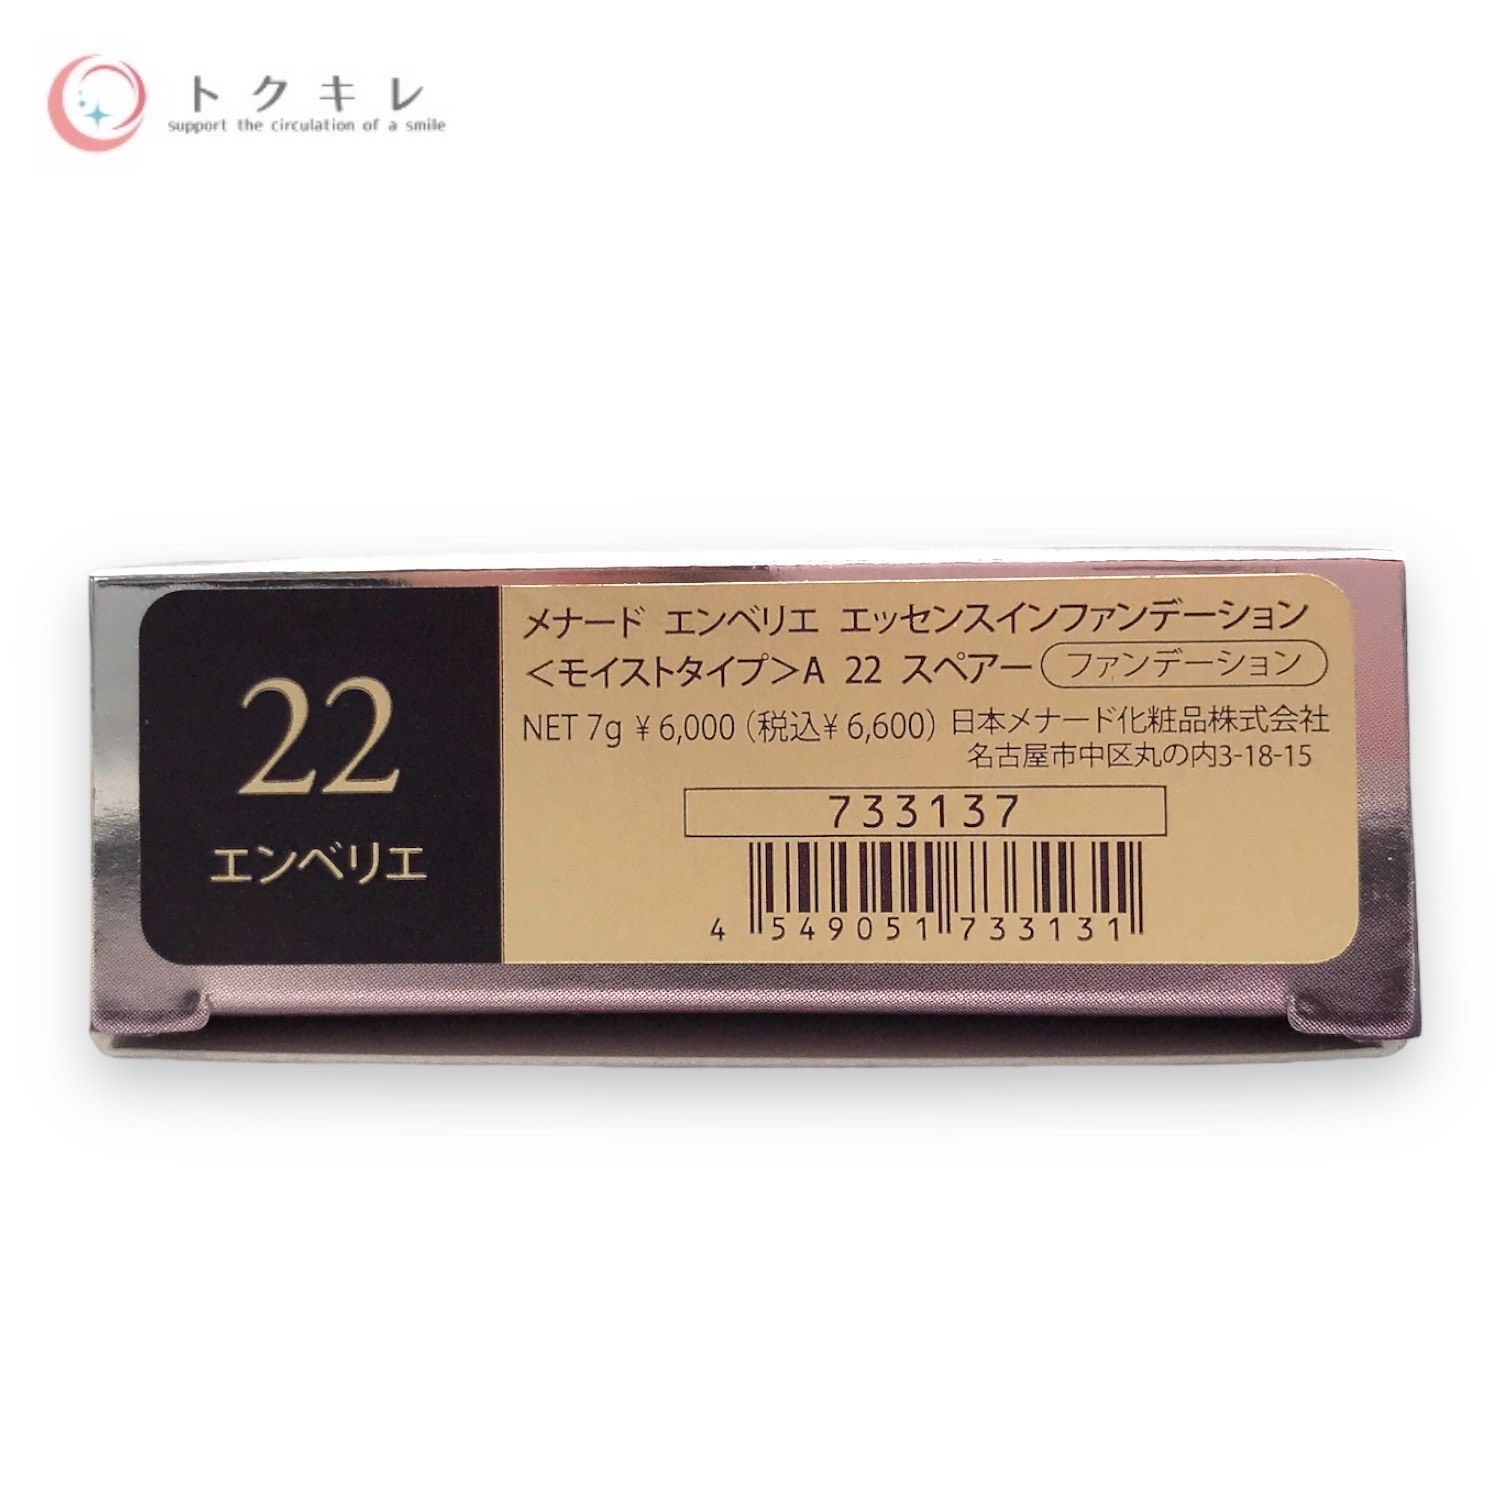 トクキレ
support the circulation of a smile
22
エンベリエ
メナード エンベリエ エッセンスインファンデーション
＜モイストタイプ＞A 22 スペアー ファンデーション
NET 7g ¥6,000（税込¥6,600）日本メナード化粧品株式会社
名古屋市中区丸の内3-18-15
733137
4 549051 733131